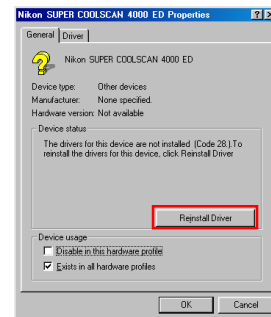 Nikon SUPER COOLSCAN 4000 ED Properties
General Driver
Nikon SUPER COOLSCAN 4000 ED
Device type: Other devices
Manufacturer: None specified.
Hardware version: Not available
Device status
The drivers for this device are not installed (Code 28.).To
reinstall the drivers for this device, click Reinstall Driver
Reinstall Driver
Device usage
Disable in this hardware profile
Exists in all hardware profiles
OK Cancel